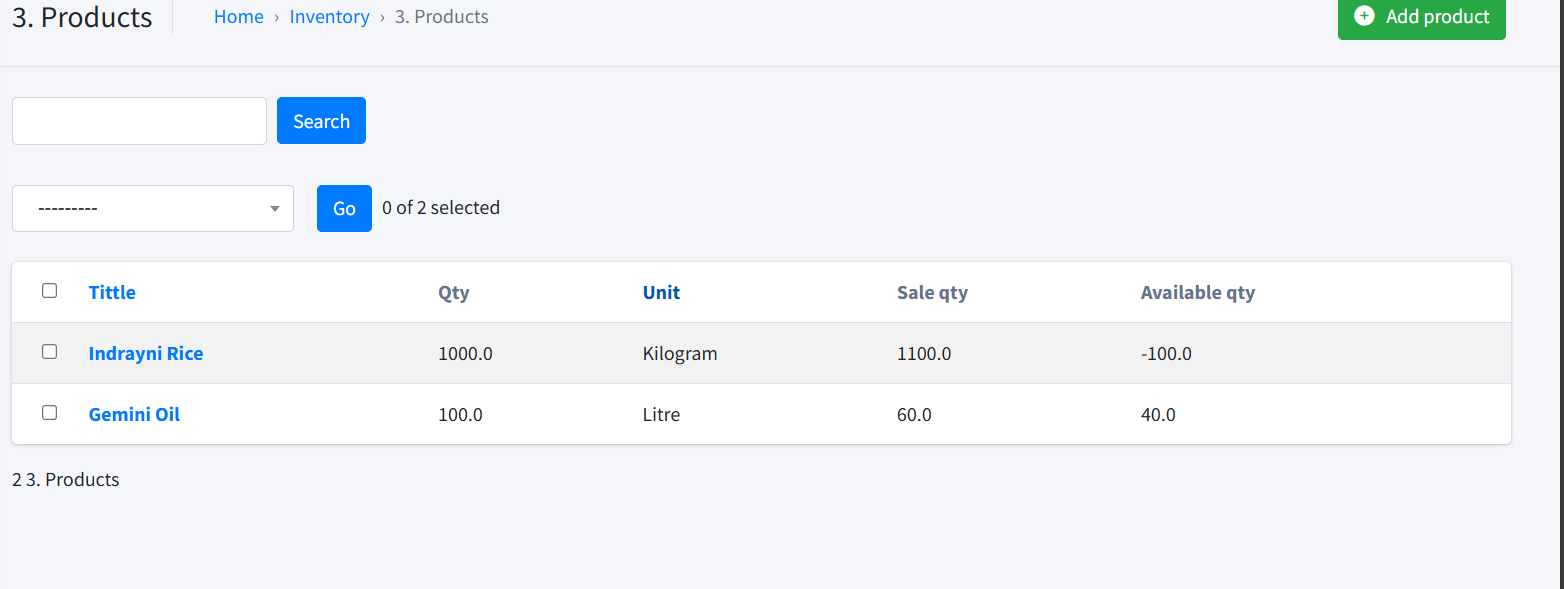 3. Products Home › Inventory › 3. Products Add product
Search
--------- Go 0 of 2 selected
Tittle Qty Unit Sale qty Available qty
Indrayni Rice 1000.0 Kilogram 1100.0 -100.0
Gemini Oil 100.0 Litre 60.0 40.0
2 3. Products